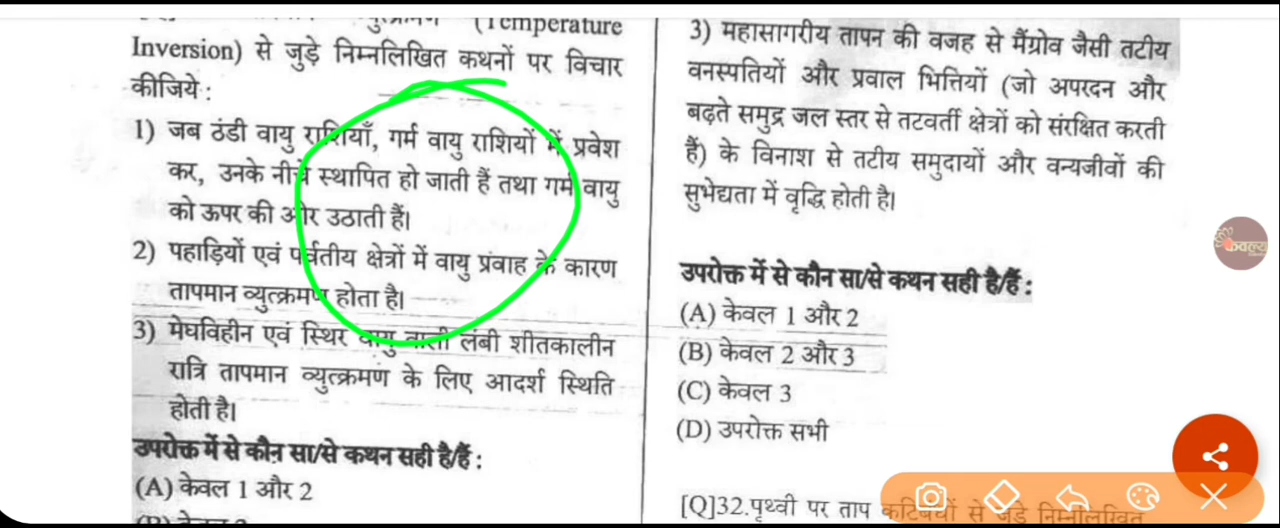 (Temperature
Inversion) से जुड़े निम्नलिखित कथनों पर विचार
कीजिये :
1) जब ठंडी वायु राशियाँ, गर्म वायु राशियों में प्रवेश
कर, उनके नीचे स्थापित हो जाती हैं तथा गर्म वायु
को ऊपर की ओर उठाती हैं।
2) पहाड़ियों एवं पर्वतीय क्षेत्रों में वायु प्रवाह के कारण
तापमान व्युत्क्रमण होता है।
3) मेघविहीन एवं स्थिर वायु वाली लंबी शीतकालीन
रात्रि तापमान व्युत्क्रमण के लिए आदर्श स्थिति
होती है।
उपरोक्त में से कौन सा/से कथन सही है/हैं :
(A) केवल 1 और 2
3) महासागरीय तापन की वजह से मैंग्रोव जैसी तटीय
वनस्पतियों और प्रवाल भित्तियों (जो अपरदन और
बढ़ते समुद्र जल स्तर से तटवर्ती क्षेत्रों को संरक्षित करती
हैं) के विनाश से तटीय समुदायों और वन्यजीवों की
सुभेद्यता में वृद्धि होती है।
उपरोक्त में से कौन सा/से कथन सही है/हैं :
(A) केवल 1 और 2
(B) केवल 2 और 3
(C) केवल 3
(D) उपरोक्त सभी
[Q]32.पृथ्वी पर ताप कटिबंधों से जुड़े निम्नलिखित
कैवल्य